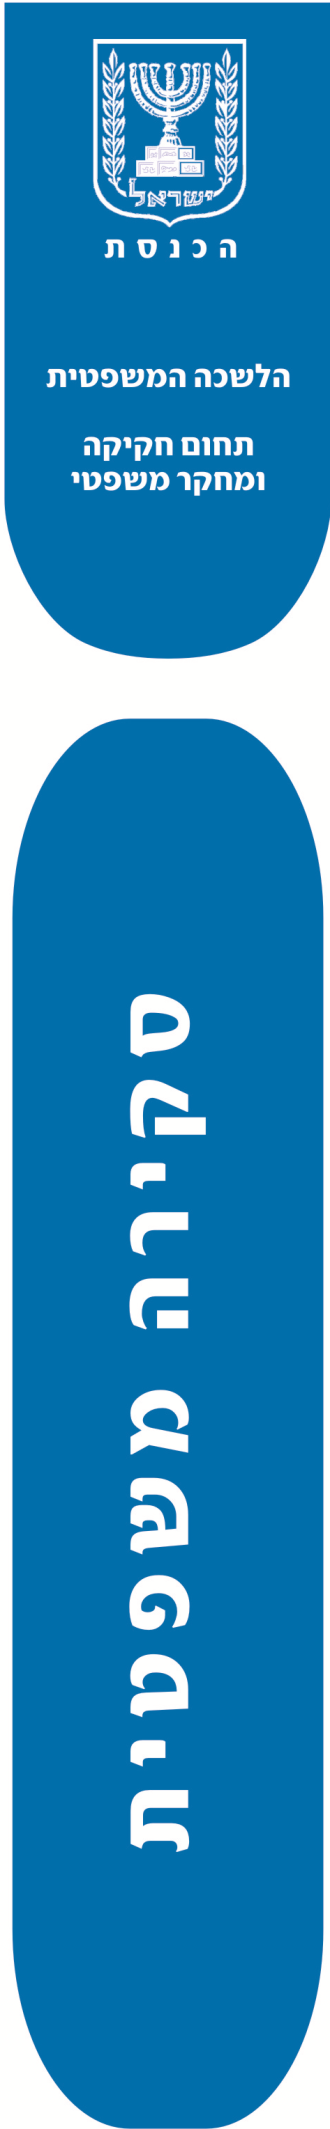 ישראל
הכנסת
הלשכה המשפטית
תחום חקיקה
ומחקר משפטי
סקירה משפטית